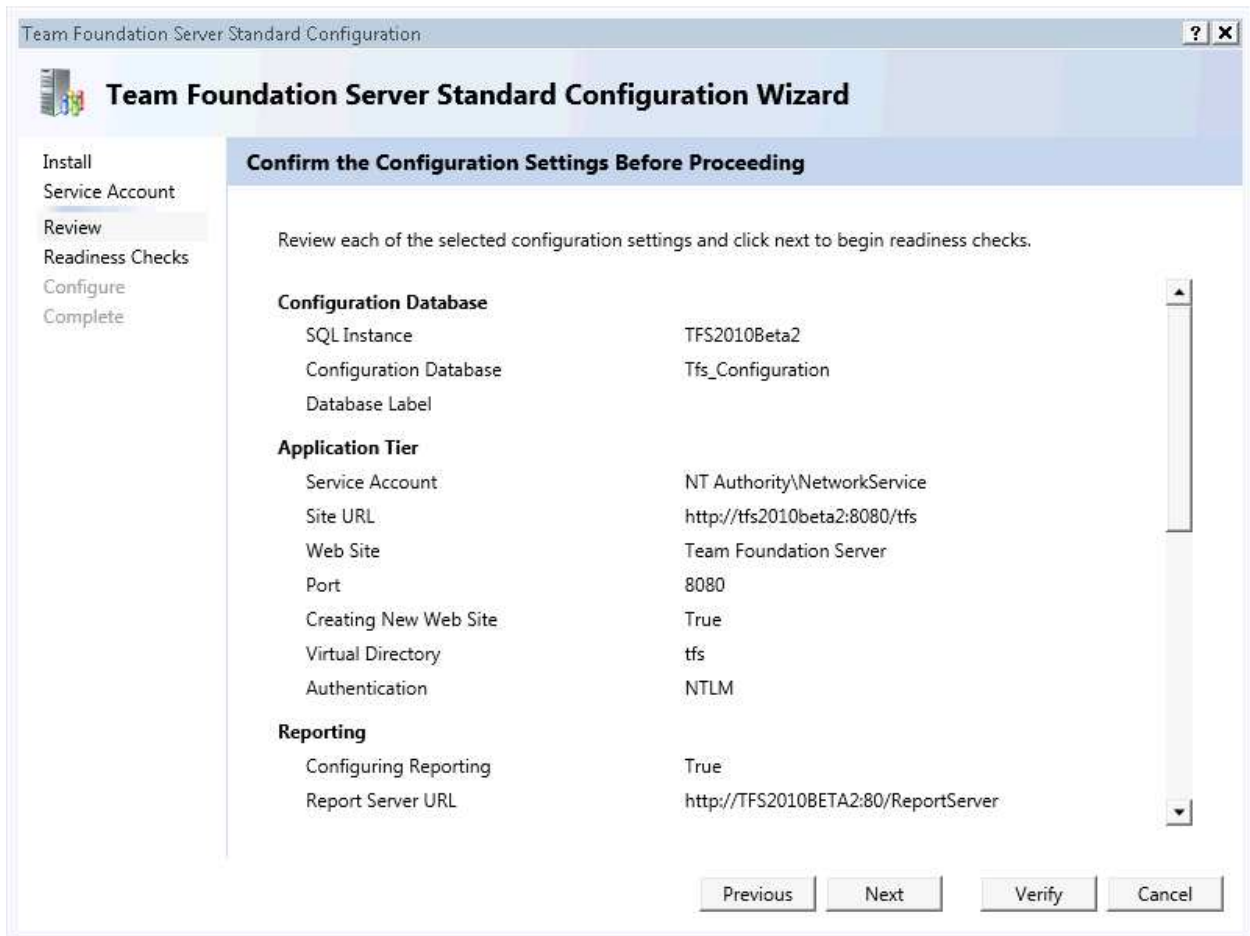 Team Foundation Server Standard Configuration
Team Foundation Server Standard Configuration Wizard
Install
Service Account
Review
Readiness Checks
Configure
Complete
Confirm the Configuration Settings Before Proceeding
Review each of the selected configuration settings and click next to begin readiness checks.
Configuration Database
SQL Instance TFS2010Beta2
Configuration Database Tfs_Configuration
Database Label
Application Tier
Service Account NT Authority\NetworkService
Site URL http://tfs2010beta2:8080/tfs
Web Site Team Foundation Server
Port 8080
Creating New Web Site True
Virtual Directory tfs
Authentication NTLM
Reporting
Configuring Reporting True
Report Server URL http://TFS2010BETA2:80/ReportServer
Previous Next Verify Cancel